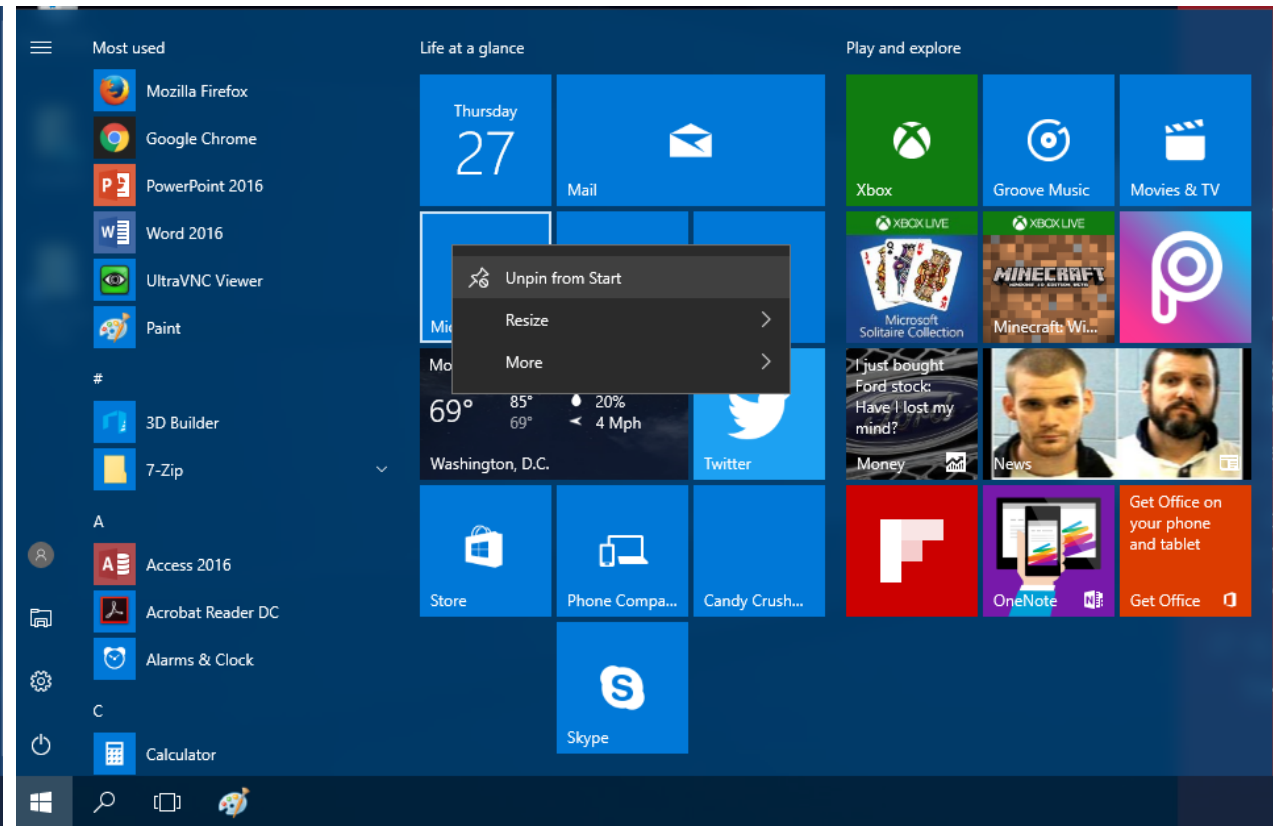 Most used
Mozilla Firefox
Google Chrome
PowerPoint 2016
Word 2016
UltraVNC Viewer
Paint
#
3D Builder
7-Zip
A
Access 2016
Acrobat Reader DC
Alarms & Clock
C
Calculator
Life at a glance
Thursday
27
Mail
Mic
Unpin from Start
Resize
More
Mo
69°
85°
69°
20%
4 Mph
Washington, D.C.
Twitter
Store
Phone Compa...
Candy Crush...
Skype
Play and explore
Xbox
Groove Music
Movies & TV
XBOX LIVE
Microsoft
Solitaire Collection
XBOX LIVE
MINECRAFT
WINDOWS 10 EDITION BETA
Minecraft: Wi...
I just bought
Ford stock:
Have I lost my
mind?
Money
News
OneNote
Get Office on
your phone
and tablet
Get Office